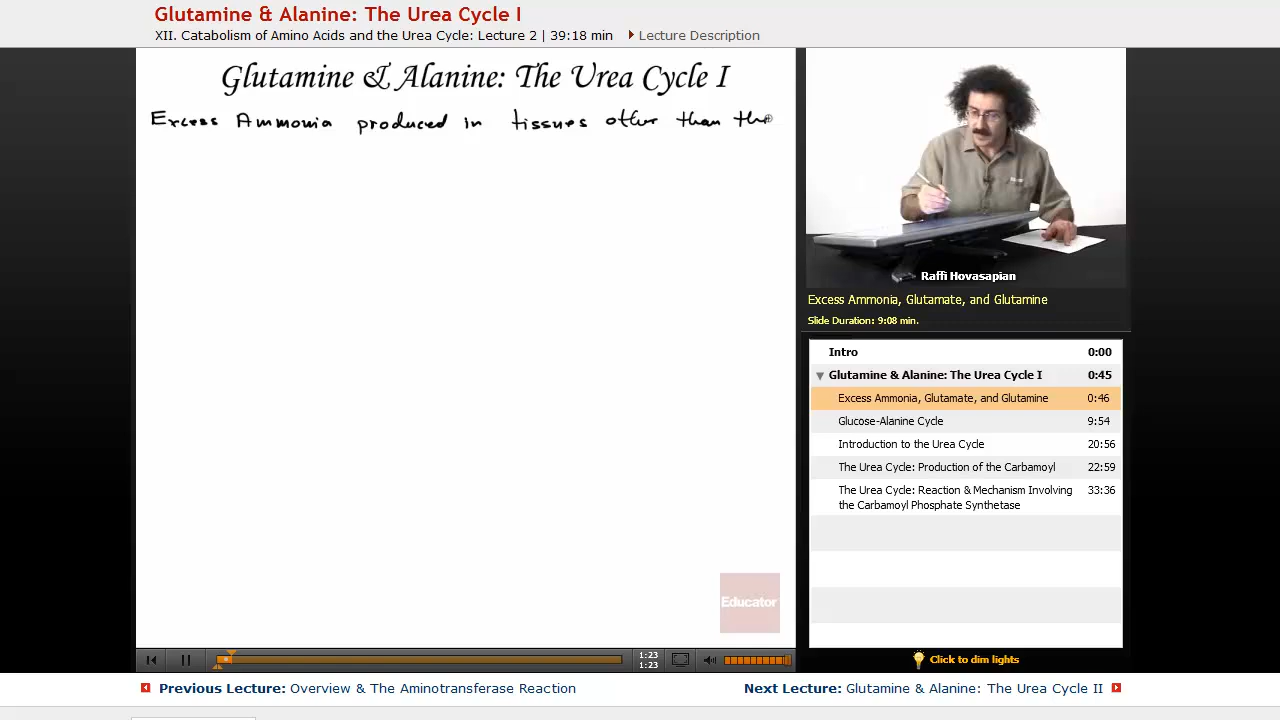 Glutamine & Alanine: The Urea Cycle I
XII. Catabolism of Amino Acids and the Urea Cycle: Lecture 2 | 39:18 min Lecture Description
Glutamine & Alanine: The Urea Cycle I
Excess Ammonia produced in tissues other than the
Raffi Hovasapian
Excess Ammonia, Glutamate, and Glutamine
Slide Duration: 9:08 min.
Intro 0:00
Glutamine & Alanine: The Urea Cycle I 0:45
Excess Ammonia, Glutamate, and Glutamine 0:46
Glucose-Alanine Cycle 9:54
Introduction to the Urea Cycle 20:56
The Urea Cycle: Production of the Carbamoyl 22:59
The Urea Cycle: Reaction & Mechanism Involving 33:36
the Carbamoyl Phosphate Synthetase
Educator
1:23
1:23
Click to dim lights
Previous Lecture: Overview & The Aminotransferase Reaction
Next Lecture: Glutamine & Alanine: The Urea Cycle II